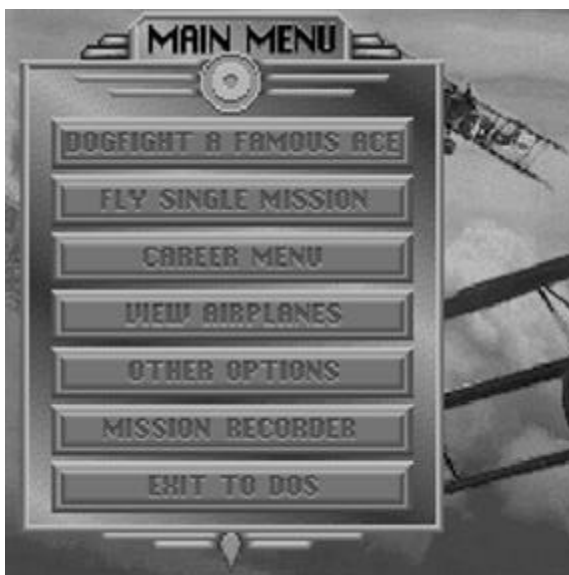 MAIN MENU
DOGFIGHT A FAMOUS ACE
FLY SINGLE MISSION
CAREER MENU
VIEW AIRPLANES
OTHER OPTIONS
MISSION RECORDER
EXIT TO DOS